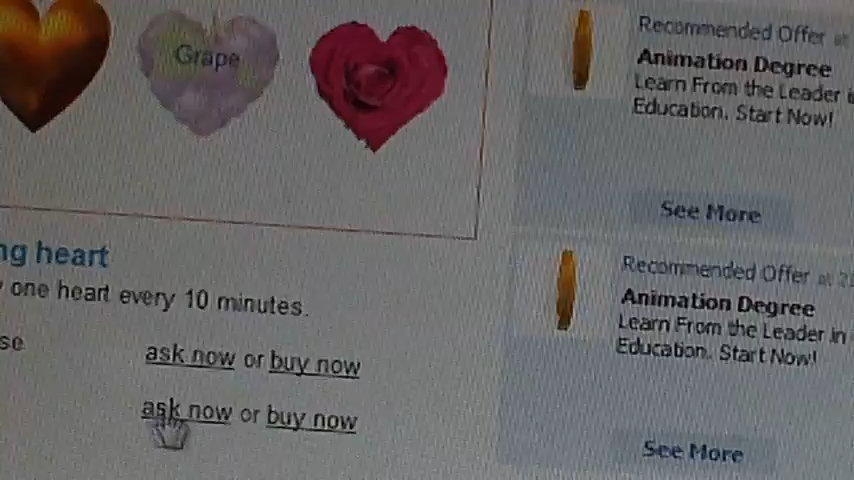 Grape
ng heart
one heart every 10 minutes.
se
ask now or buy now
ask now or buy now
Recommended Offer at
Animation Degree
Learn From the Leader i
Education. Start Now!
See More
Recommended Offer at
Animation Degree
Learn From the Leader in
Education. Start Now!
See More